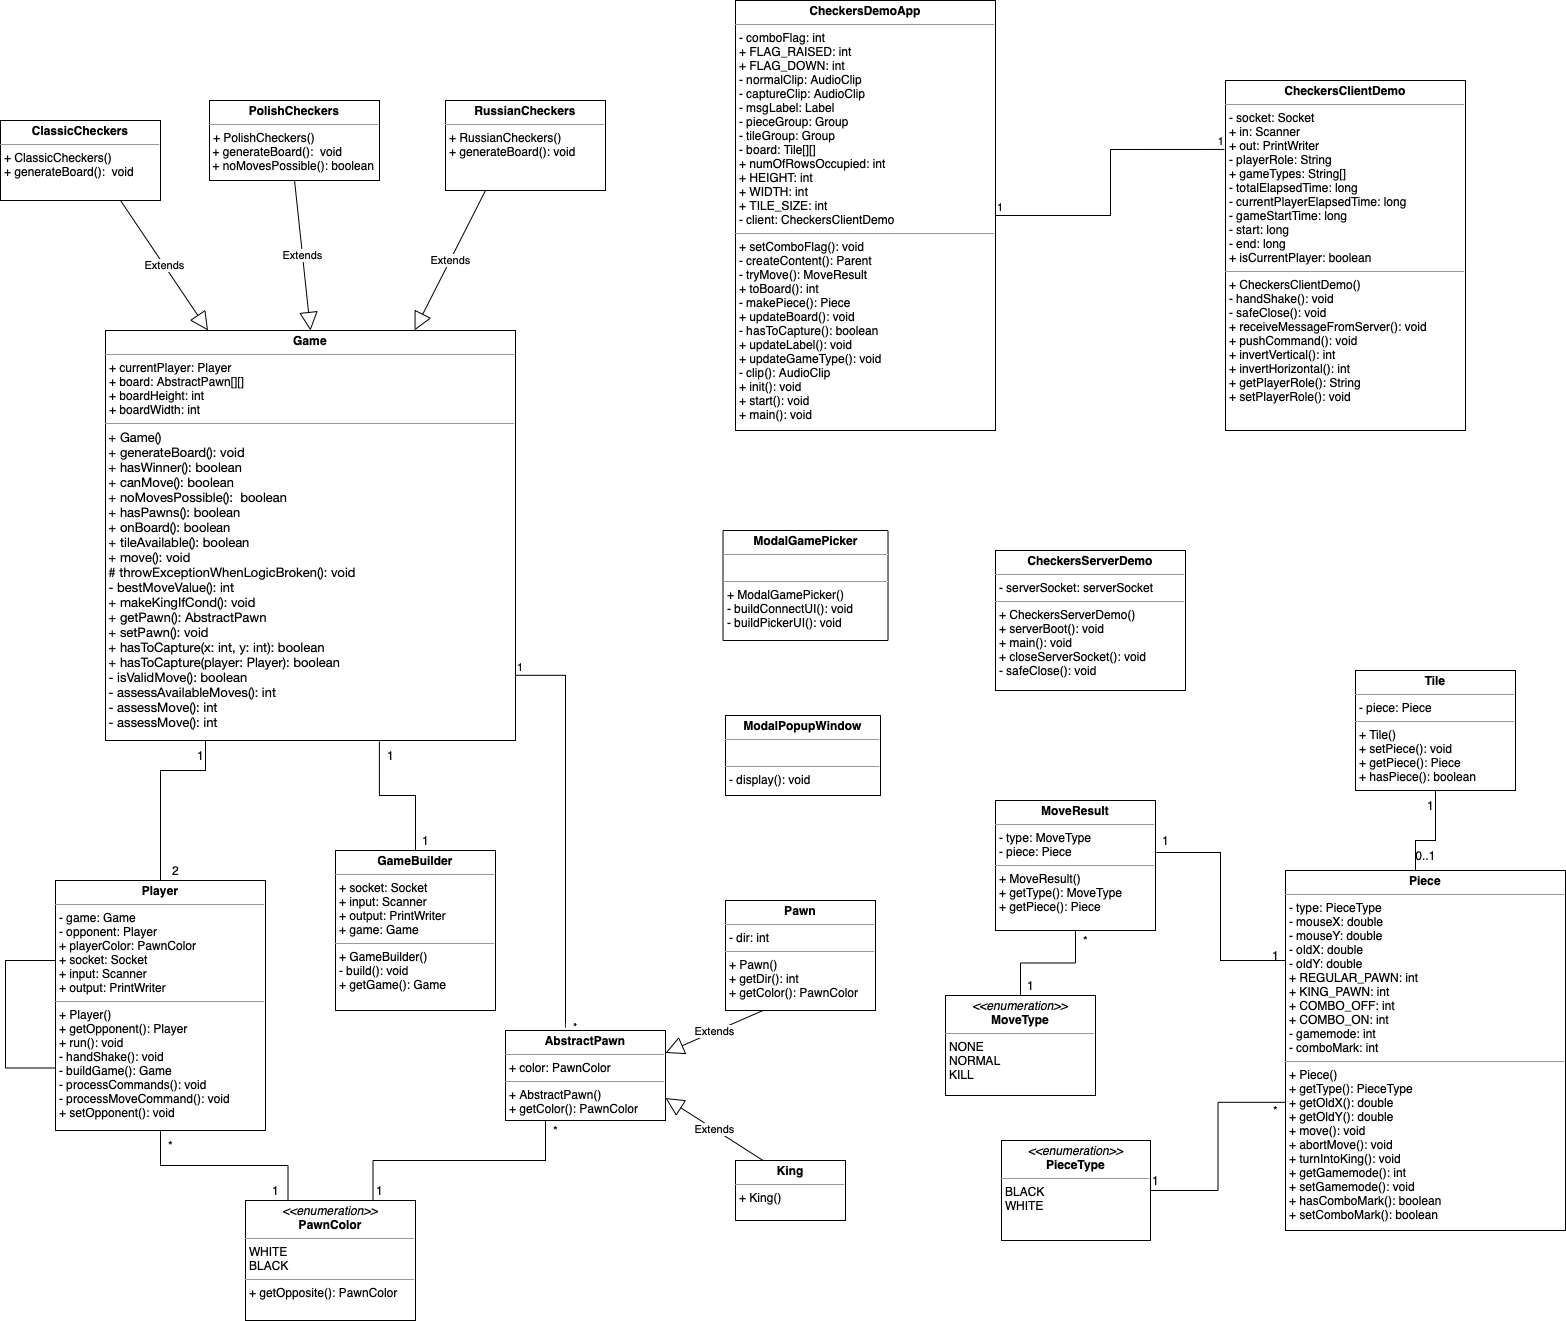 CheckersDemoApp
- comboFlag: int
+ FLAG_RAISED: int
+ FLAG_DOWN: int
- normalClip: AudioClip
- captureClip: AudioClip
- msgLabel: Label
- pieceGroup: Group
- tileGroup: Group
- board: Tile[][]
+ numOfRowsOccupied: int
+ HEIGHT: int
+ WIDTH: int
+ TILE_SIZE: int
- client: CheckersClientDemo
+ setComboFlag(): void
- createContent(): Parent
- tryMove(): MoveResult
+ toBoard(): int
- makePiece(): Piece
+ updateBoard(): void
- hasToCapture(): boolean
+ updateLabel(): void
+ updateGameType(): void
- clip(): AudioClip
+ init(): void
+ start(): void
+ main(): void
1
1
CheckersClientDemo
- socket: Socket
+ in: Scanner
+ out: PrintWriter
- playerRole: String
+ gameTypes: String[]
- totalElapsedTime: long
- currentPlayerElapsedTime: long
- gameStartTime: long
- start: long
- end: long
+ isCurrentPlayer: boolean
+ CheckersClientDemo()
- handShake(): void
- safeClose(): void
+ receiveMessageFromServer(): void
+ pushCommand(): void
+ invertVertical(): int
+ invertHorizontal(): int
+ getPlayerRole(): String
+ setPlayerRole(): void
ClassicCheckers
+ ClassicCheckers()
+ generateBoard(): void
PolishCheckers
+ PolishCheckers()
+ generateBoard(): void
+ noMovesPossible(): boolean
RussianCheckers
+ RussianCheckers()
+ generateBoard(): void
Extends
Extends
Extends
Game
+ currentPlayer: Player
+ board: AbstractPawn[][]
+ boardHeight: int
+ boardWidth: int
+ Game()
+ generateBoard(): void
+ hasWinner(): boolean
+ canMove(): boolean
+ noMovesPossible(): boolean
+ hasPawns(): boolean
+ onBoard(): boolean
+ tileAvailable(): boolean
+ move(): void
# throwExceptionWhenLogicBroken(): void
- bestMoveValue(): int
+ makeKingIfCond(): void
+ getPawn(): AbstractPawn
+ setPawn(): void
+ hasToCapture(x: int, y: int): boolean
+ hasToCapture(player: Player): boolean
- isValidMove(): boolean
- assessAvailableMoves(): int
- assessMove(): int
- assessMove(): int
1
1
1
ModalGamePicker
+ ModalGamePicker()
- buildConnectUI(): void
- buildPickerUI(): void
CheckersServerDemo
- serverSocket: serverSocket
+ CheckersServerDemo()
+ serverBoot(): void
+ main(): void
+ closeServerSocket(): void
- safeClose(): void
ModalPopupWindow
- display(): void
Tile
- piece: Piece
+ Tile()
+ setPiece(): void
+ getPiece(): Piece
+ hasPiece(): boolean
1
0..1
MoveResult
- type: MoveType
- piece: Piece
+ MoveResult()
+ getType(): MoveType
+ getPiece(): Piece
1
1
*
1
Piece
- type: PieceType
- mouseX: double
- mouseY: double
- oldX: double
- oldY: double
+ REGULAR_PAWN: int
+ KING_PAWN: int
+ COMBO_OFF: int
+ COMBO_ON: int
- gamemode: int
- comboMark: int
+ Piece()
+ getType(): PieceType
+ getOldX(): double
+ getOldY(): double
+ move(): void
+ abortMove(): void
+ turnIntoKing(): void
+ getGamemode(): int
+ setGamemode(): void
+ hasComboMark(): boolean
+ setComboMark(): boolean
<<enumeration>>
MoveType
NONE
NORMAL
KILL
<<enumeration>>
PieceType
BLACK
WHITE
1
*
2
Player
- game: Game
- opponent: Player
+ playerColor: PawnColor
+ socket: Socket
+ input: Scanner
+ output: PrintWriter
+ Player()
+ getOpponent(): Player
+ run(): void
- handShake(): void
- buildGame(): Game
- processCommands(): void
- processMoveCommand(): void
+ setOpponent(): void
1
GameBuilder
+ socket: Socket
+ input: Scanner
+ output: PrintWriter
+ game: Game
+ GameBuilder()
- build(): void
+ getGame(): Game
*
AbstractPawn
+ color: PawnColor
+ AbstractPawn()
+ getColor(): PawnColor
Pawn
- dir: int
+ Pawn()
+ getDir(): int
+ getColor(): PawnColor
Extends
Extends
King
+ King()
*
*
1
1
<<enumeration>>
PawnColor
WHITE
BLACK
+ getOpposite(): PawnColor